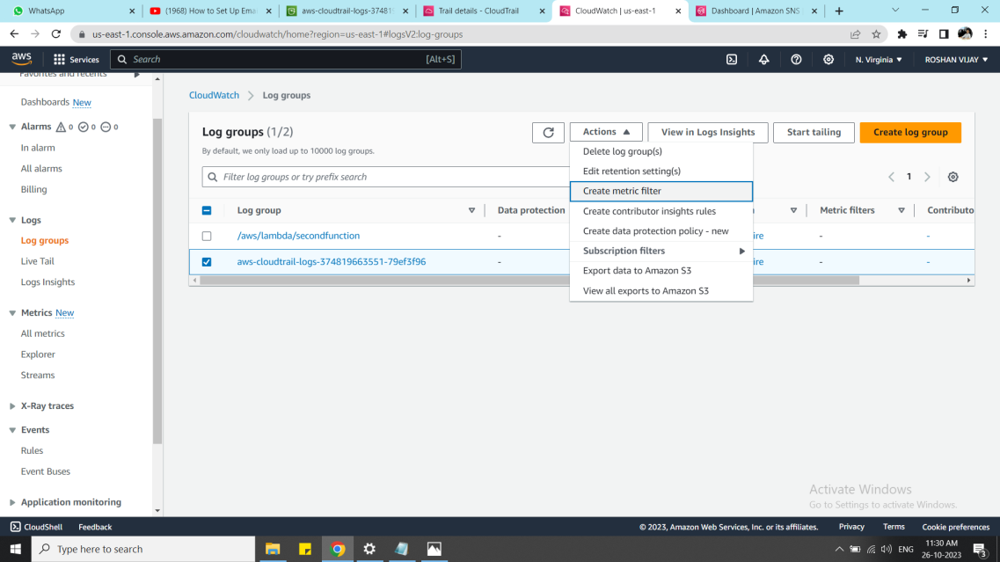 WhatsApp
(1968) How to Set Up Ema
aws-cloudtrail-logs-37481
Trail details - CloudTrail
CloudWatch | us-east-1
Dashboard | Amazon SNS
us-east-1.console.aws.amazon.com/cloudwatch/home?region=us-east-1#logsV2:log-groups
aws
Services
Search
[Alt+S]
N. Virginia
ROSHAN VIJAY
Favorites and recents
Dashboards New
Alarms 0 0 0
In alarm
All alarms
Billing
Logs
Log groups
Live Tail
Logs Insights
Metrics New
All metrics
Explorer
Streams
X-Ray traces
Events
Rules
Event Buses
Application monitoring
CloudWatch
Log groups
Log groups (1/2)
By default, we only load up to 10000 log groups.
Actions
View in Logs Insights
Start tailing
Create log group
Filter log groups or try prefix search
1
Delete log group(s)
Edit retention setting(s)
Create metric filter
Create contributor insights rules
Create data protection policy - new
Subscription filters
Export data to Amazon S3
View all exports to Amazon S3
Log group
Data protection
Metric filters
Contributo
/aws/lambda/secondfunction
-
ire
-
-
aws-cloudtrail-logs-374819663551-79ef3f96
-
ire
-
-
Activate Windows
Go to Settings to activate Windows.
CloudShell
Feedback
© 2023, Amazon Web Services, Inc. or its affiliates.
Privacy
Terms
Cookie preferences
Type here to search
ENG
11:30 AM
26-10-2023
3